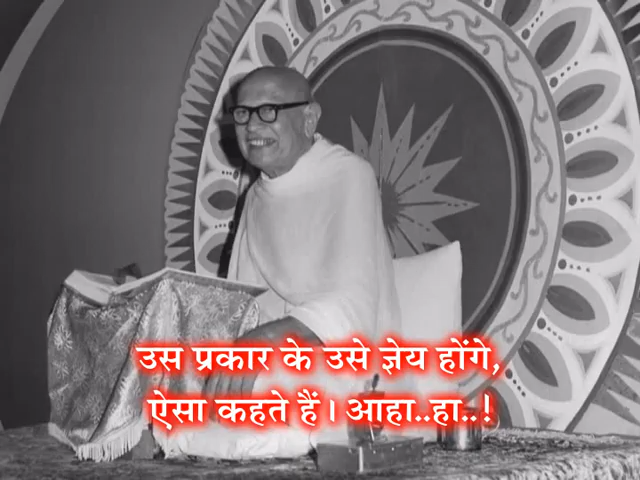 उस प्रकार के उसे ज्ञेय होंगे,
ऐसा कहते हैं । आहा..हा..!